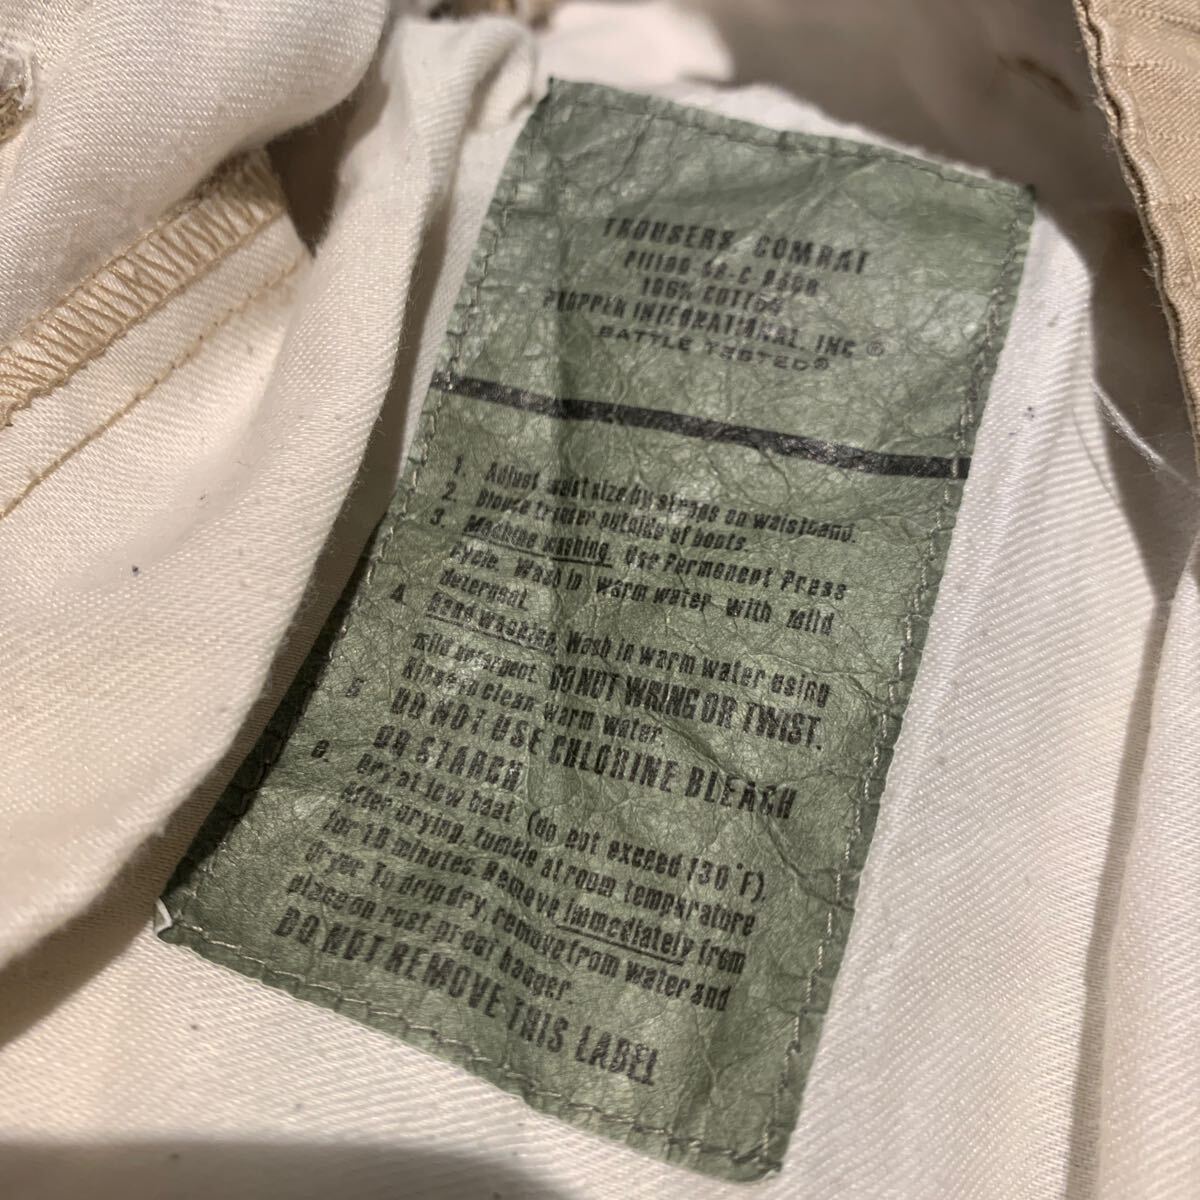 TROUSERS, COMBAT
100% COTTON
PROPPER INTERNATIONAL, INC ®
BATTLE TESTED®
1. Adjust waist size by straps on waistband.
2. Blouse trouser outside of boots.
3. Machine washing. Use Permenent Press
cycle. Wash in warm water with mild
detergent.
4. Hand washing. Wash in warm water using
mild detergent. DO NOT WRING OR TWIST.
Rinse in clean warm water.
5. DO NOT USE CHLORINE BLEACH
OR STARCH
6. Dry at low heat (do not exceed 130°F).
After drying, tumble at room temperature
for 10 minutes. Remove immediately from
dryer. To drip dry, remove from water and
place on rust-proof hanger.
DO NOT REMOVE THIS LABEL